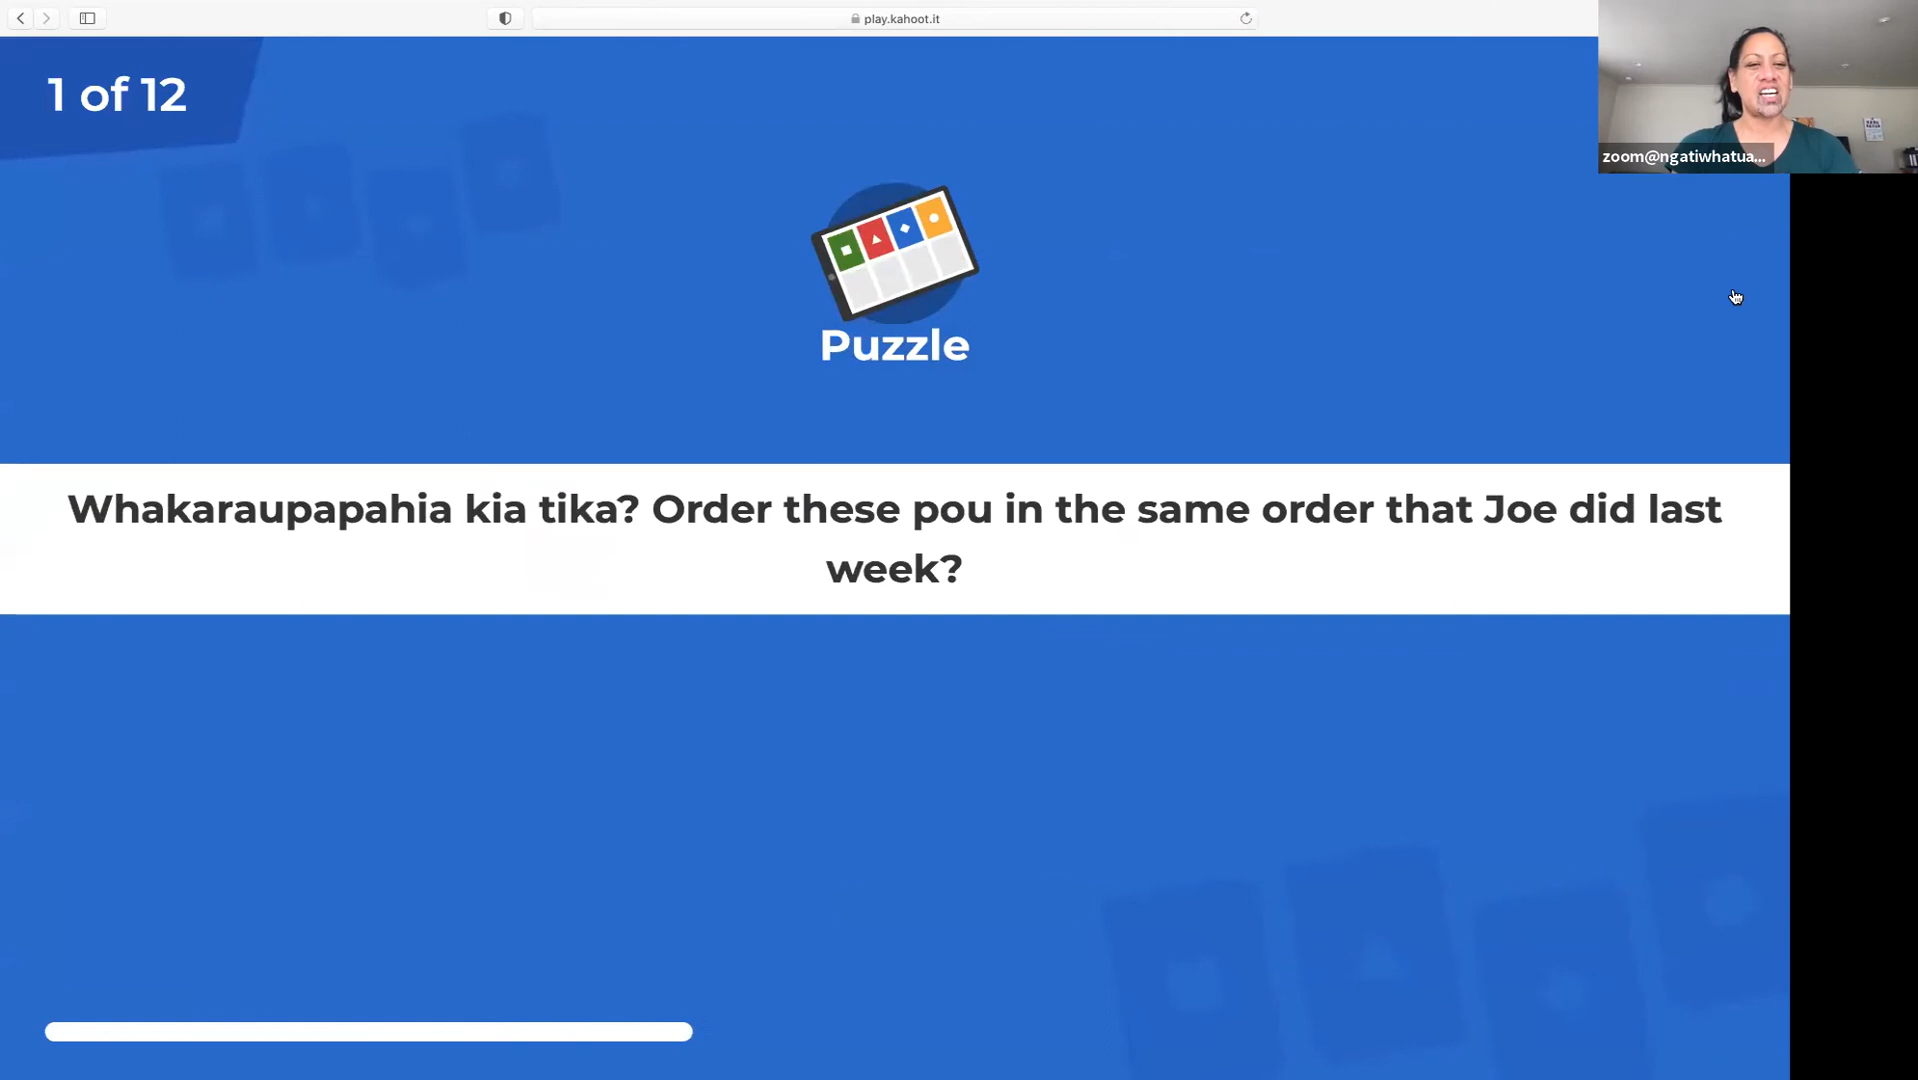 play.kahoot.it
1 of 12
zoom@ngatiwhatua...
Puzzle
Whakaraupapahia kia tika? Order these pou in the same order that Joe did last
week?